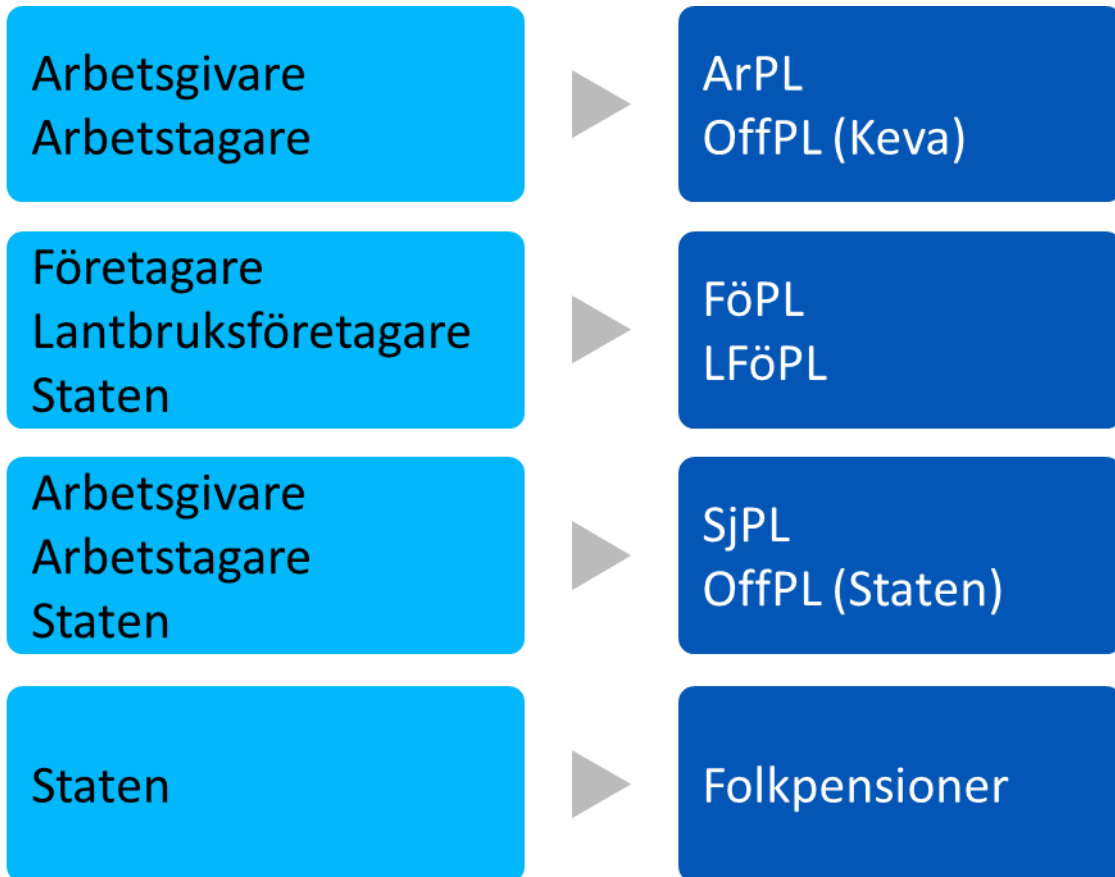 Arbetsgivare
Arbetstagare
ArPL
OffPL (Keva)
Företagare
Lantbruksföretagare
Staten
FöPL
LFöPL
Arbetsgivare
Arbetstagare
Staten
SjPL
OffPL (Staten)
Staten
Folkpensioner